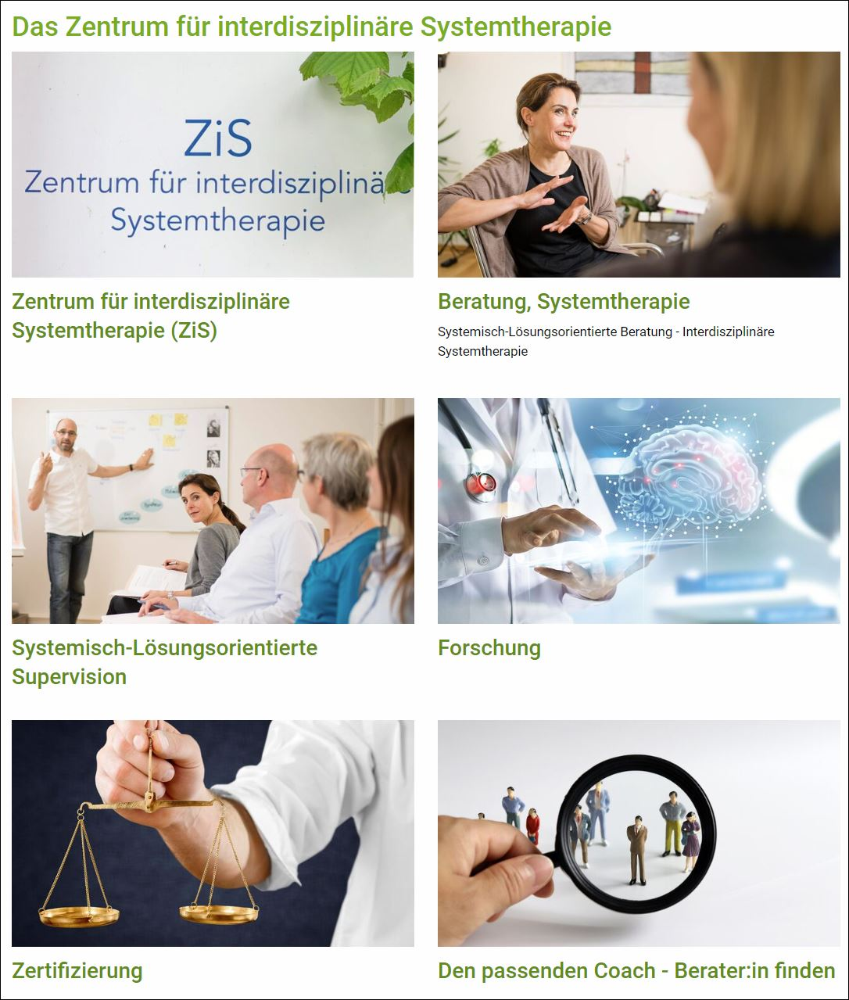 Das Zentrum für interdisziplinäre Systemtherapie
ZiS
Zentrum für interdisziplinä
Systemtherapie
Zentrum für interdisziplinäre
Systemtherapie (ZiS)
Beratung, Systemtherapie
Systemisch-Lösungsorientierte Beratung - Interdisziplinäre
Systemtherapie
Systemisch-Lösungsorientierte
Supervision
Forschung
Zertifizierung
Den passenden Coach - Berater:in finden